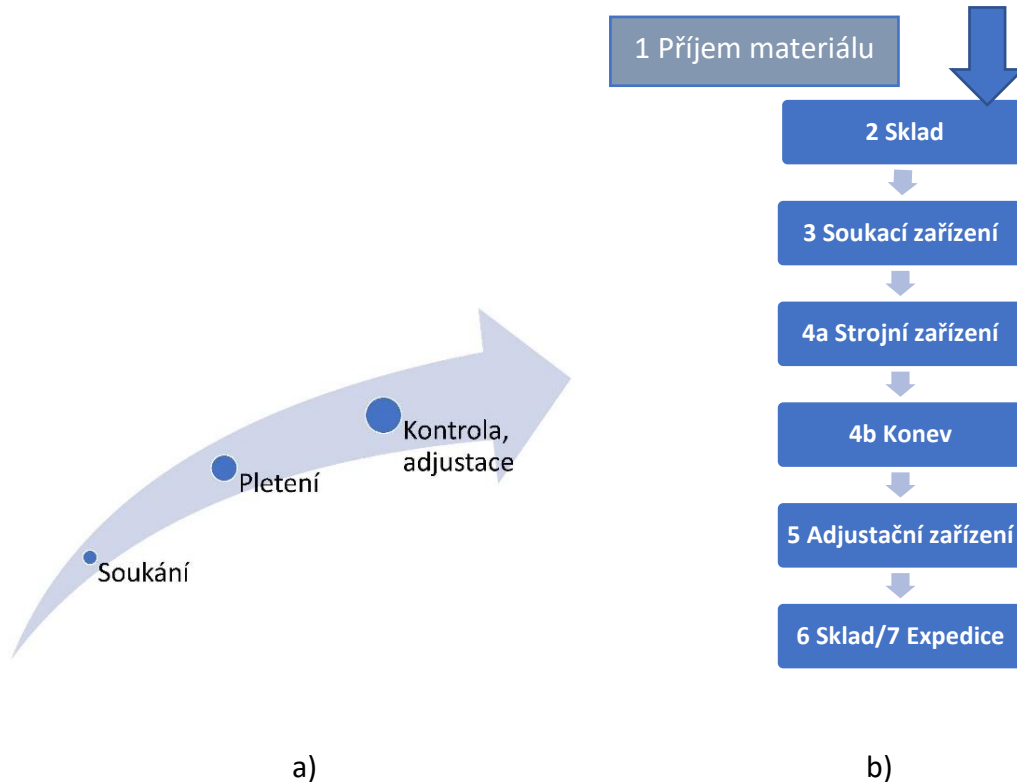 1 Příjem materiálu
2 Sklad
3 Soukací zařízení
4a Strojní zařízení
4b Konev
5 Adjustační zařízení
6 Sklad/7 Expedice
Kontrola,
adjustace
Pletení
Soukání
a)
b)